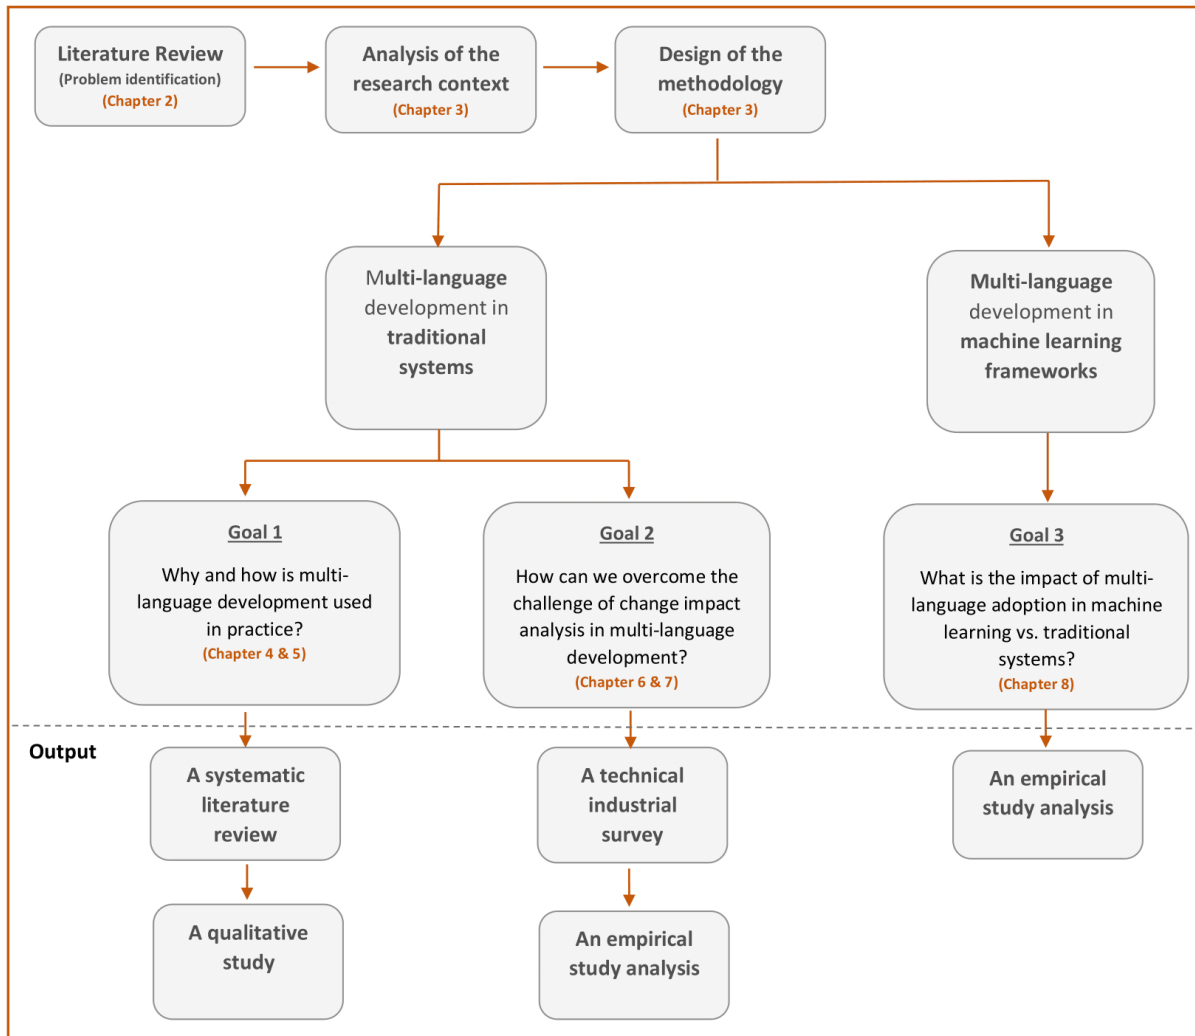 Literature Review
(Problem identification)
(Chapter 2)
Analysis of the
research context
(Chapter 3)
Design of the
methodology
(Chapter 3)
Multi-language
development in
traditional
systems
Multi-language
development in
machine learning
frameworks
Goal 1
Why and how is multi-
language development used
in practice?
(Chapter 4 & 5)
Goal 2
How can we overcome the
challenge of change impact
analysis in multi-language
development?
(Chapter 6 & 7)
Goal 3
What is the impact of multi-
language adoption in machine
learning vs. traditional
systems?
(Chapter 8)
Output
A systematic
literature
review
A technical
industrial
survey
An empirical
study analysis
A qualitative
study
An empirical
study analysis